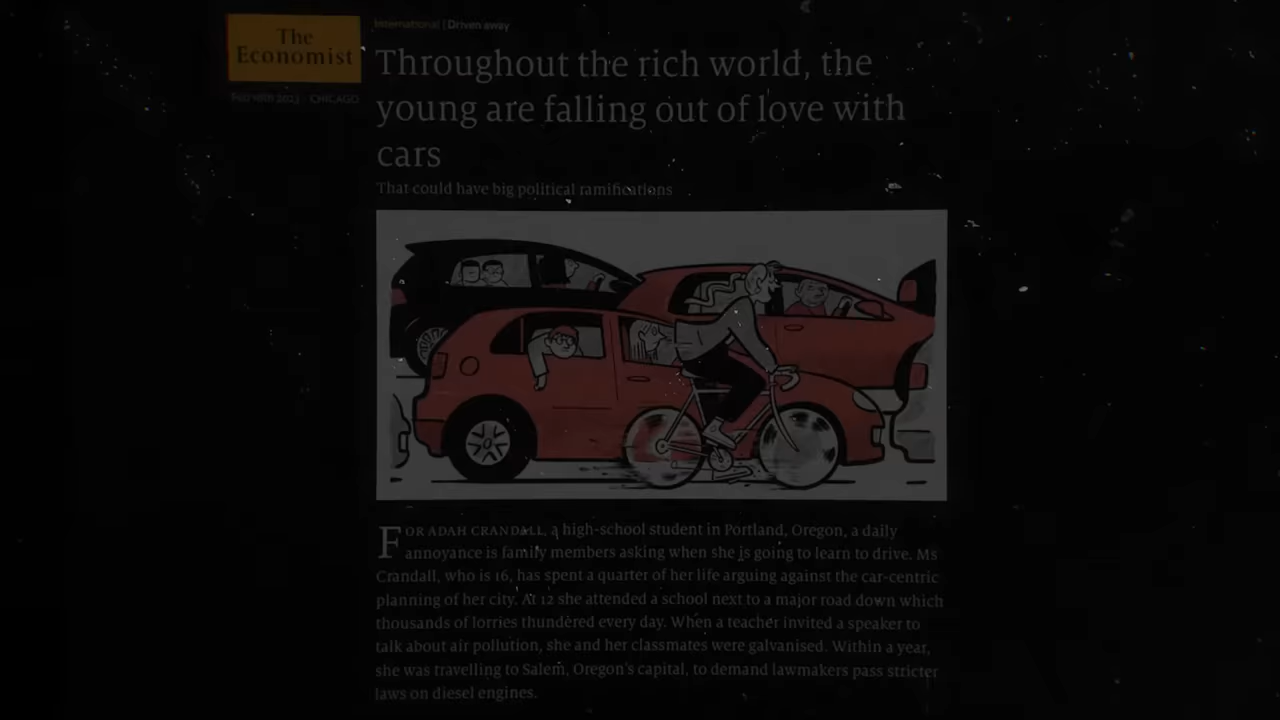 The
Economist
Feb 16th 2023 | CHICAGO
International | Driven away
Throughout the rich world, the
young are falling out of love with
cars
That could have big political ramifications
FOR ADAH CRANDALL, a high-school student in Portland, Oregon, a daily
annoyance is family members asking when she is going to learn to drive. Ms
Crandall, who is 16, has spent a quarter of her life arguing against the car-centric
planning of her city. At 12 she attended a school next to a major road down which
thousands of lorries thundered every day. When a teacher invited a speaker to
talk about air pollution, she and her classmates were galvanised. Within a year,
she was travelling to Salem, Oregon's capital, to demand lawmakers pass stricter
laws on diesel engines.